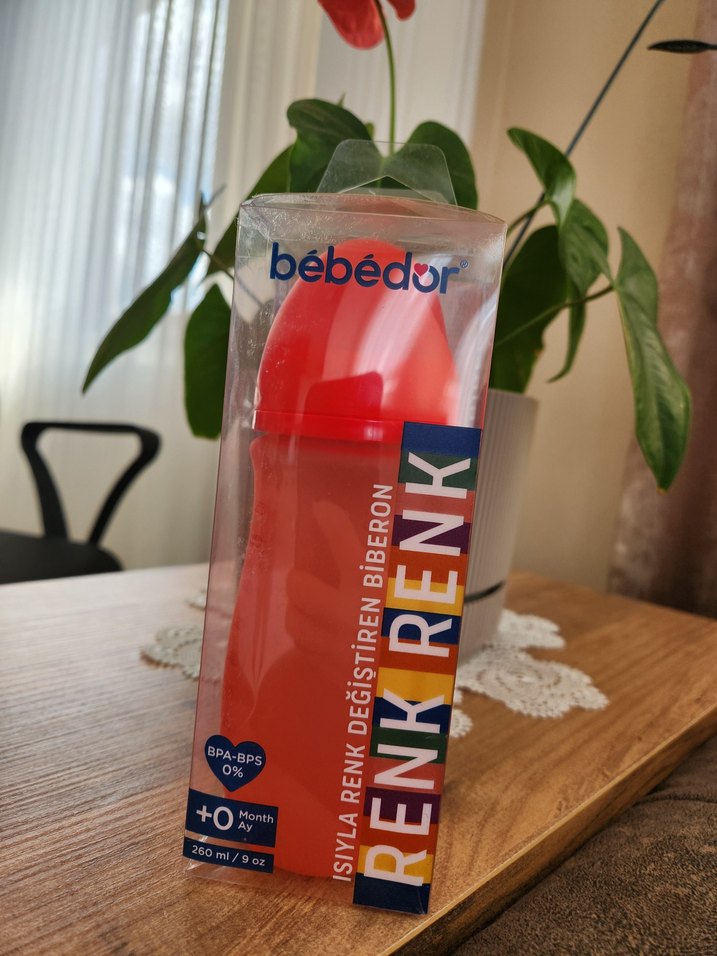 bébédor®
ISIYLA RENK DEĞİŞTİREN BİBERON
RENK RENK
BPA-BPS
0%
+0 Month
Ay
260 ml / 9 oz